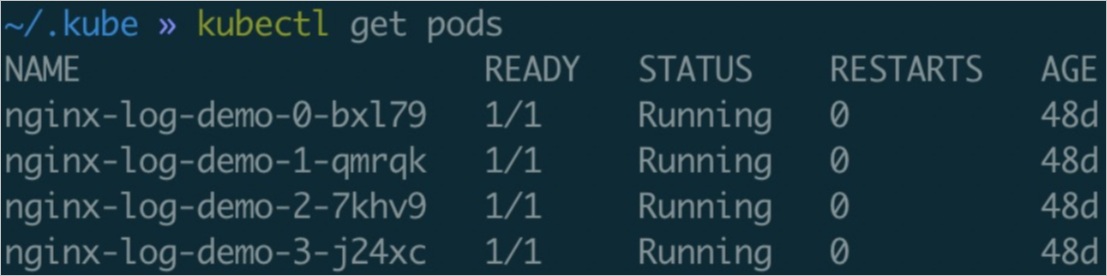 ~/.kube » kubectl get pods
NAME READY STATUS RESTARTS AGE
nginx-log-demo-0-bxl79 1/1 Running 0 48d
nginx-log-demo-1-qmrqk 1/1 Running 0 48d
nginx-log-demo-2-7khv9 1/1 Running 0 48d
nginx-log-demo-3-j24xc 1/1 Running 0 48d